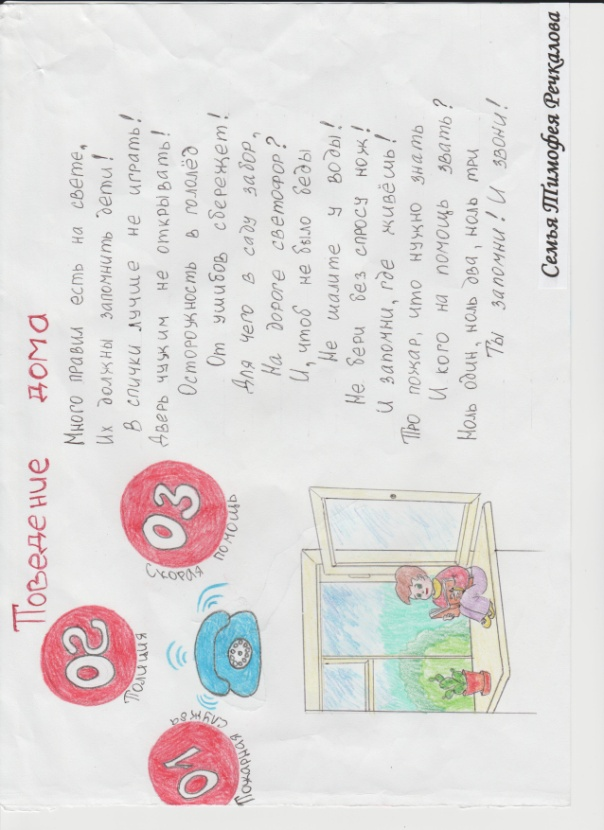 Поведение дома
01
Пожарная служба
02
Полиция
03
Скорая помощь
Много правил есть на свете,
Их должны запомнить дети!
В спички лучше не играть!
Дверь чужим не открывать!
Осторожность в гололёд
От ушибов сбережет!
Для чего в саду забор,
На дороге светофор?
И, чтоб не было беды
Не шалите у воды!
Не бери без спросу нож!
И запомни, где живёшь!
Про пожар, что нужно знать
И кого на помощь звать?
Ноль один, ноль два, ноль три
Ты запомни! И звони!
Семья Тимофея Речкалова